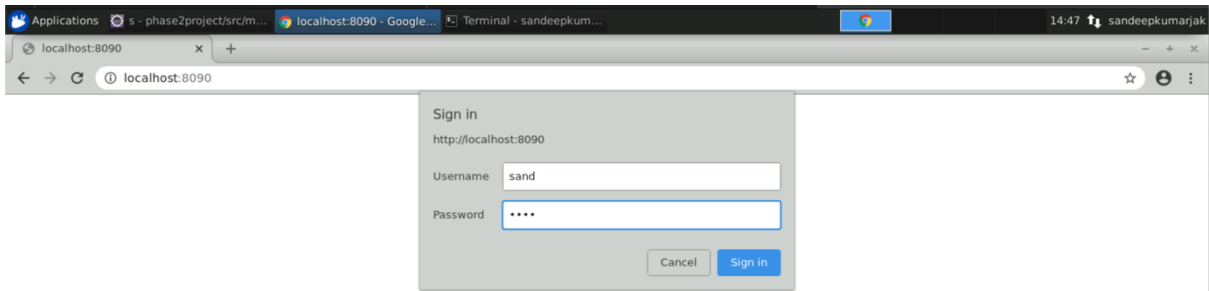 Applications s - phase2project/src/m... localhost:8090 - Google... Terminal - sandeepkum... 14:47 sandeepkumarjak
localhost:8090
localhost:8090
Sign in
http://localhost:8090
Username sand
Password ••••
Cancel Sign in